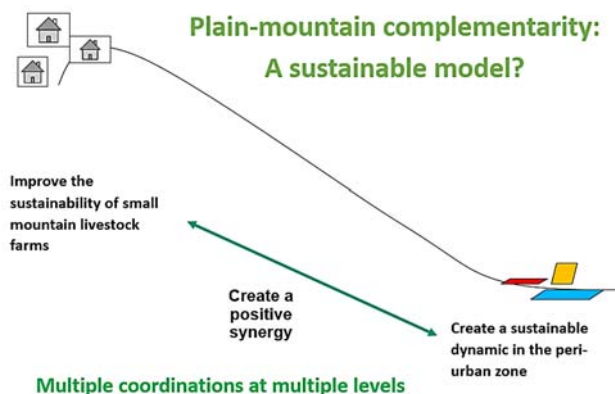 Plain-mountain complementarity:
A sustainable model?
Improve the
sustainability of small
mountain livestock
farms
Create a
positive
synergy
Create a sustainable
dynamic in the peri-
urban zone
Multiple coordinations at multiple levels